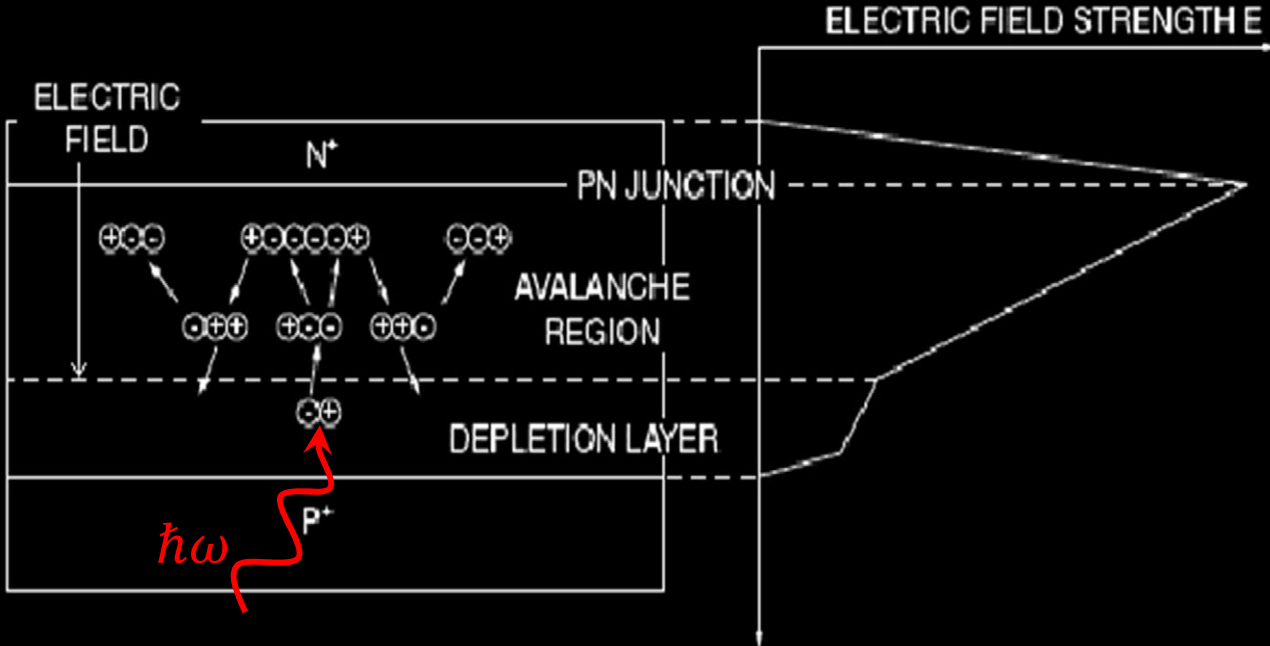 ELECTRIC FIELD STRENGTH E
ELECTRIC
FIELD
N⁺
PN JUNCTION
+--
+----+
--+
AVALANCHE
REGION
-++
+--
++-
-+
DEPLETION LAYER
P⁺
ħω